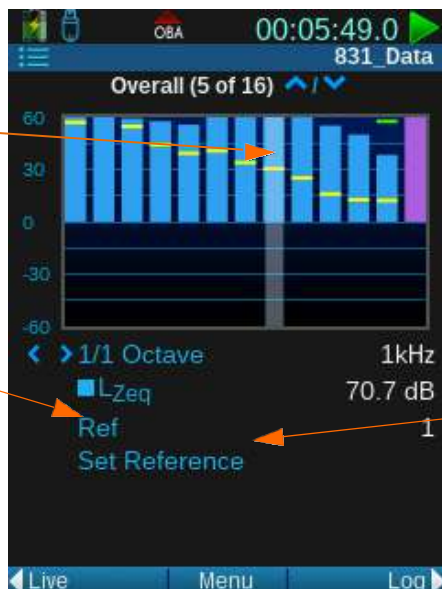 OBA 00:05:49.0
831_Data
Overall (5 of 16) /
60
30
0
-30
-60
1/1 Octave 1kHz
LZeq 70.7 dB
Ref 1
Set Reference
Live Menu Log